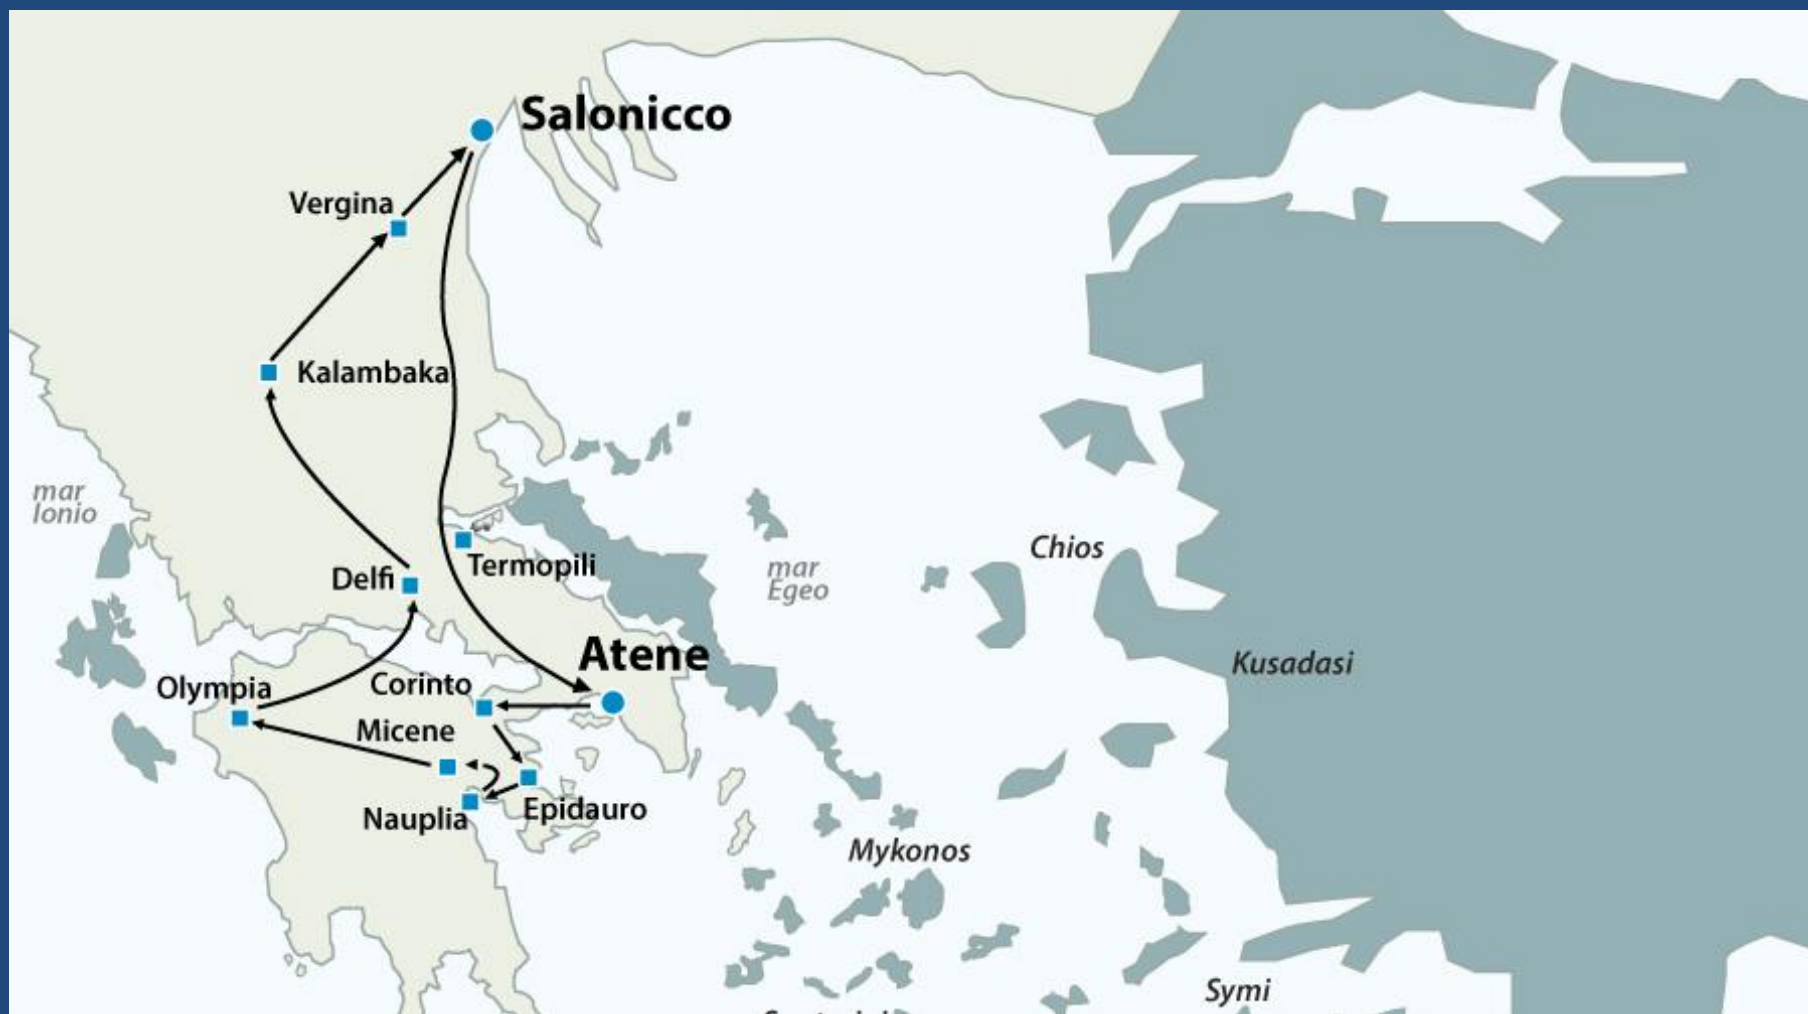 Salonicco
Vergina
Kalambaka
mar
Ionio
Chios
Termopili
mar
Egeo
Delfi
Atene
Kusadasi
Olympia
Corinto
Micene
Epidauro
Nauplia
Mykonos
Symi